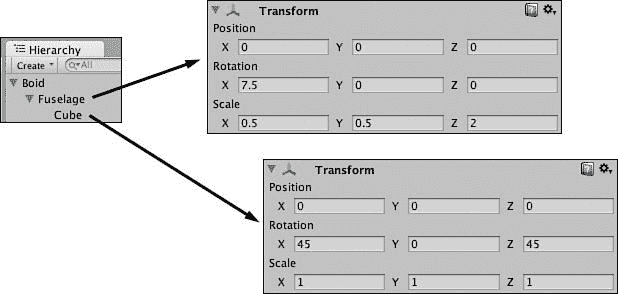 Hierarchy
Create All
Boid
Fuselage
Cube
Transform
Position
X 0 Y 0 Z 0
Rotation
X 7.5 Y 0 Z 0
Scale
X 0.5 Y 0.5 Z 2
Transform
Position
X 0 Y 0 Z 0
Rotation
X 45 Y 0 Z 45
Scale
X 1 Y 1 Z 1